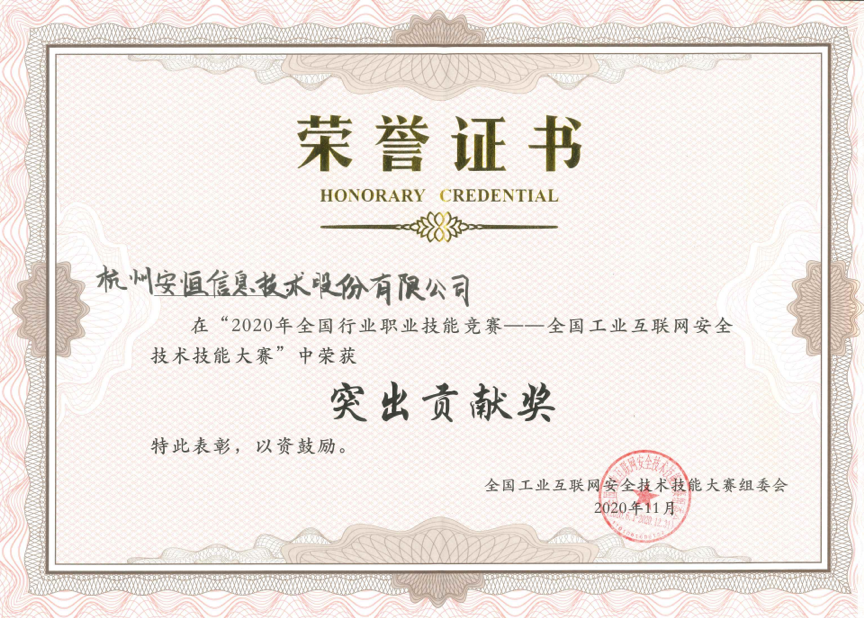 荣誉证书
HONORARY CREDENTIAL
杭州安恒信息技术股份有限公司
在“2020年全国行业职业技能竞赛——全国工业互联网安全
技术技能大赛”中荣获
突出贡献奖
特此表彰，以资鼓励。
全国工业互联网安全技术技能大赛组委会
2020年11月